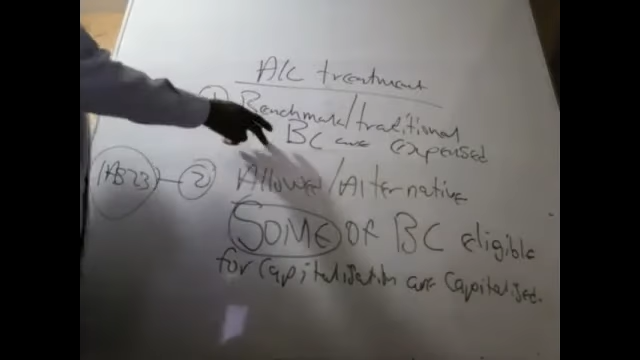 A/C treatment
① Benchmark/traditional
BC are expensed
IAS 23 — ② Allowed/Alternative
SOME of BC eligible
for capitalisation are capitalised.